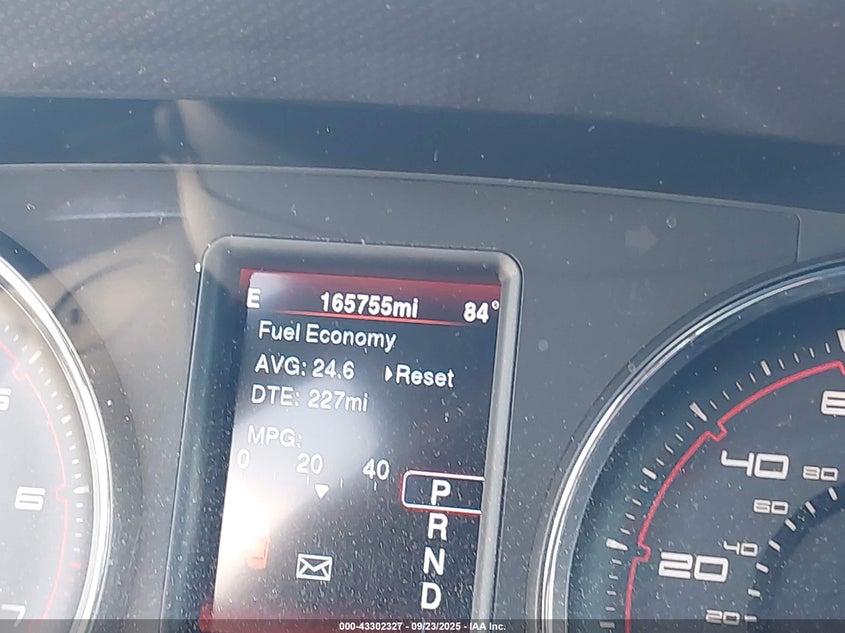 E 165755mi 84°
Fuel Economy
AVG: 24.6 Reset
DTE: 227mi
MPG:
0 20 40
P
R
N
D
6
7
40 80
60
20 40
20
000-43302327 - 09/23/2025 - IAA Inc.